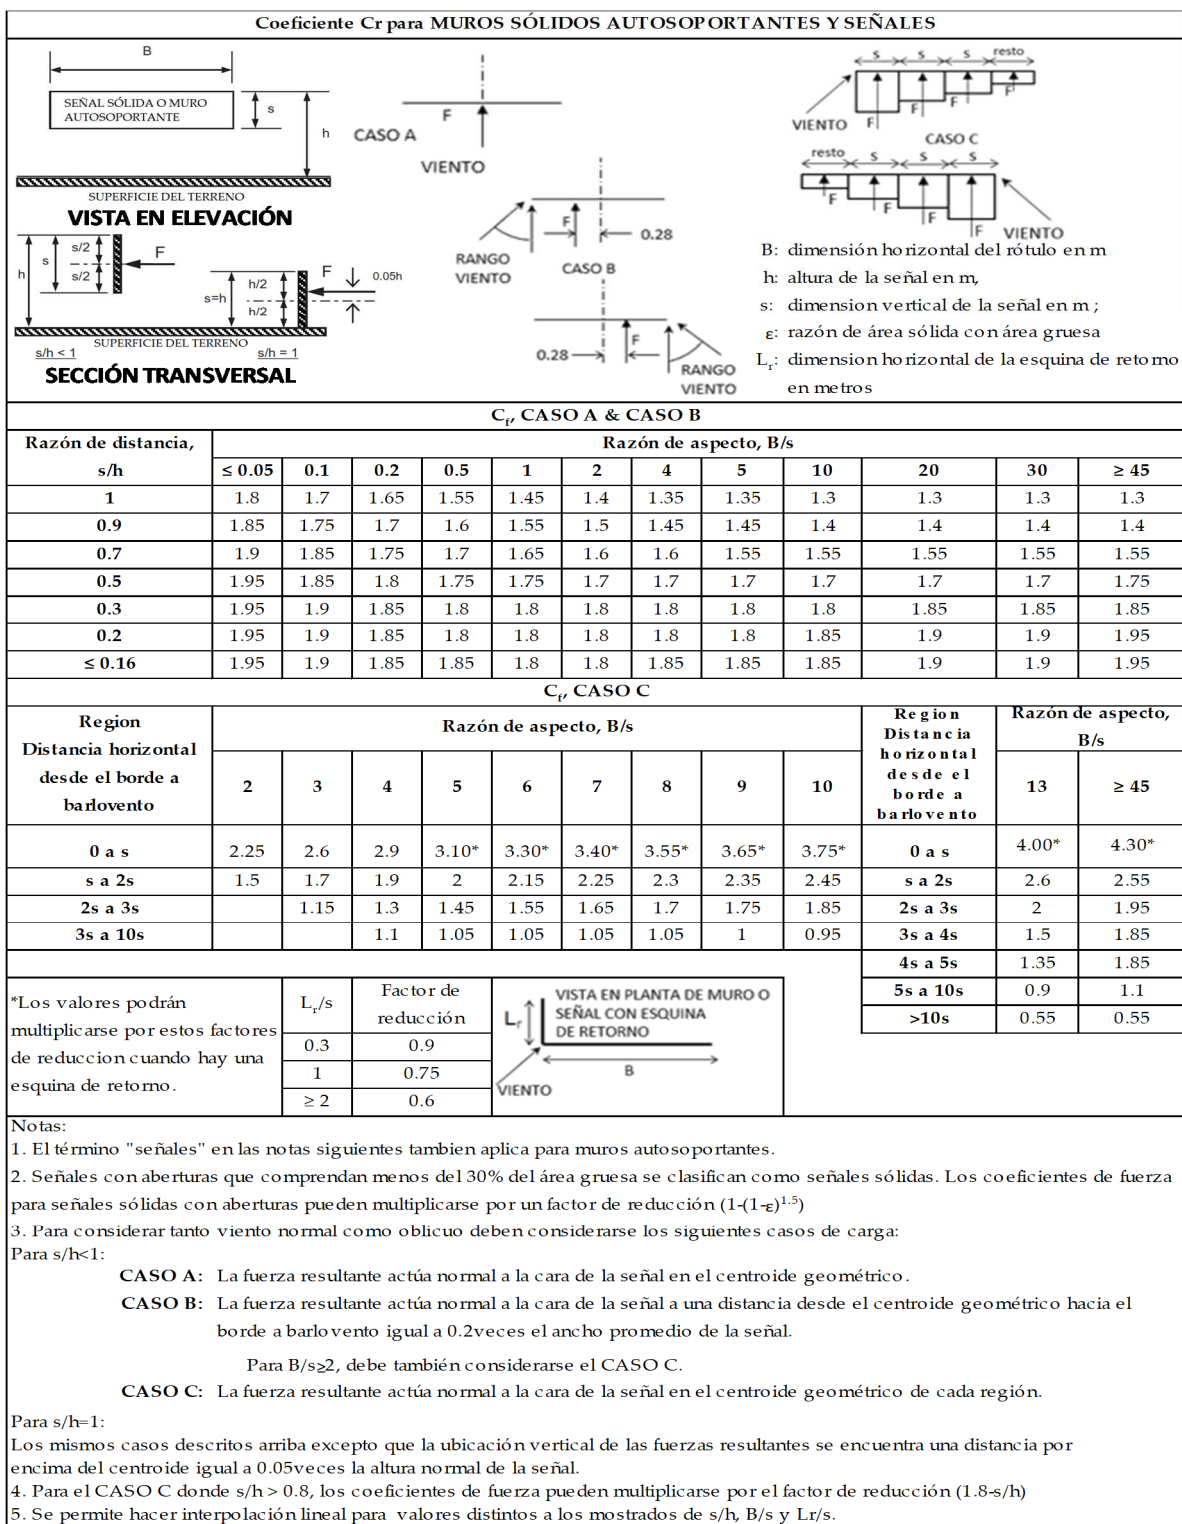 Coeficiente Cr para MUROS SÓLIDOS AUTOSOPORTANTES Y SEÑALES
B
SEÑAL SÓLIDA O MURO
AUTOSOPORTANTE
s
h
SUPERFICIE DEL TERRENO
VISTA EN ELEVACIÓN
h
s
s/2
s/2
F
s=h
h/2
h/2
F
0.05h
SUPERFICIE DEL TERRENO
s/h < 1
s/h = 1
SECCIÓN TRANSVERSAL
F
CASO A
VIENTO
F
0.28
RANGO
VIENTO
CASO B
0.28
F
RANGO
VIENTO
s s s resto
VIENTO
F F F F
CASO C
resto s s s
F F F F
VIENTO
B: dimensión horizontal del rótulo en m
h: altura de la señal en m,
s: dimension vertical de la señal en m ;
ε: razón de área sólida con área gruesa
Lr: dimension horizontal de la esquina de retorno
en metros
Cf, CASO A & CASO B
Razón de distancia, s/h
Razón de aspecto, B/s
≤ 0.05 0.1 0.2 0.5 1 2 4 5 10 20 30 ≥ 45
1 1.8 1.7 1.65 1.55 1.45 1.4 1.35 1.35 1.3 1.3 1.3 1.3
0.9 1.85 1.75 1.7 1.6 1.55 1.5 1.45 1.45 1.4 1.4 1.4 1.4
0.7 1.9 1.85 1.75 1.7 1.65 1.6 1.6 1.55 1.55 1.55 1.55 1.55
0.5 1.95 1.85 1.8 1.75 1.75 1.7 1.7 1.7 1.7 1.7 1.7 1.75
0.3 1.95 1.9 1.85 1.8 1.8 1.8 1.8 1.8 1.8 1.85 1.85 1.85
0.2 1.95 1.9 1.85 1.8 1.8 1.8 1.8 1.8 1.85 1.9 1.9 1.95
≤ 0.16 1.95 1.9 1.85 1.85 1.8 1.8 1.85 1.85 1.85 1.9 1.9 1.95
Cf, CASO C
Region
Distancia horizontal
desde el borde a
barlovento
Razón de aspecto, B/s
2 3 4 5 6 7 8 9 10
Region
Distancia
horizontal
desde el
borde a
barlovento
Razón de aspecto,
B/s
13 ≥ 45
0 a s 2.25 2.6 2.9 3.10* 3.30* 3.40* 3.55* 3.65* 3.75* 0 a s 4.00* 4.30*
s a 2s 1.5 1.7 1.9 2 2.15 2.25 2.3 2.35 2.45 s a 2s 2.6 2.55
2s a 3s 1.15 1.3 1.45 1.55 1.65 1.7 1.75 1.85 2s a 3s 2 1.95
3s a 10s 1.1 1.05 1.05 1.05 1.05 1 0.95 3s a 4s 1.5 1.85
4s a 5s 1.35 1.85
5s a 10s 0.9 1.1
>10s 0.55 0.55
*Los valores podrán
multiplicarse por estos factores
de reduccion cuando hay una
esquina de retorno.
Lr/s Factor de
reducción
0.3 0.9
1 0.75
≥ 2 0.6
VISTA EN PLANTA DE MURO O
SEÑAL CON ESQUINA
DE RETORNO
Lr
B
VIENTO
Notas:
1. El término "señales" en las notas siguientes tambien aplica para muros autosoportantes.
2. Señales con aberturas que comprendan menos del 30% del área gruesa se clasifican como señales sólidas. Los coeficientes de fuerza
para señales sólidas con aberturas pueden multiplicarse por un factor de reducción (1-(1-ε)^1.5)
3. Para considerar tanto viento normal como oblicuo deben considerarse los siguientes casos de carga:
Para s/h<1:
CASO A: La fuerza resultante actúa normal a la cara de la señal en el centroide geométrico.
CASO B: La fuerza resultante actúa normal a la cara de la señal a una distancia desde el centroide geométrico hacia el
borde a barlovento igual a 0.2veces el ancho promedio de la señal.
Para B/s≥2, debe también considerarse el CASO C.
CASO C: La fuerza resultante actúa normal a la cara de la señal en el centroide geométrico de cada región.
Para s/h=1:
Los mismos casos descritos arriba excepto que la ubicación vertical de las fuerzas resultantes se encuentra una distancia por
encima del centroide igual a 0.05veces la altura normal de la señal.
4. Para el CASO C donde s/h > 0.8, los coeficientes de fuerza pueden multiplicarse por el factor de reducción (1.8-s/h)
5. Se permite hacer interpolación lineal para valores distintos a los mostrados de s/h, B/s y Lr/s.